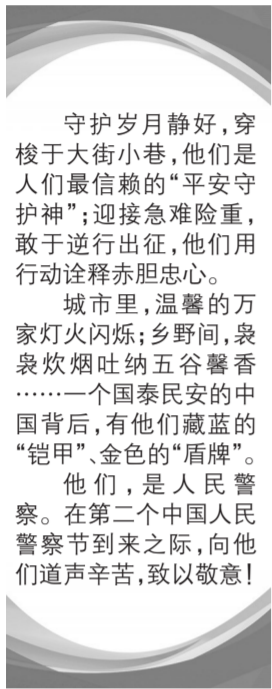 守护岁月静好，穿
梭于大街小巷，他们是
人们最信赖的“平安守
护神”；迎接急难险重，
敢于逆行出征，他们用
行动诠释赤胆忠心。
城市里，温馨的万
家灯火闪烁；乡野间，袅
袅炊烟吐纳五谷馨香
……一个国泰民安的中
国背后，有他们藏蓝的
“铠甲”、金色的“盾牌”。
他们，是人民警
察。在第二个中国人民
警察节到来之际，向他
们道声辛苦，致以敬意！